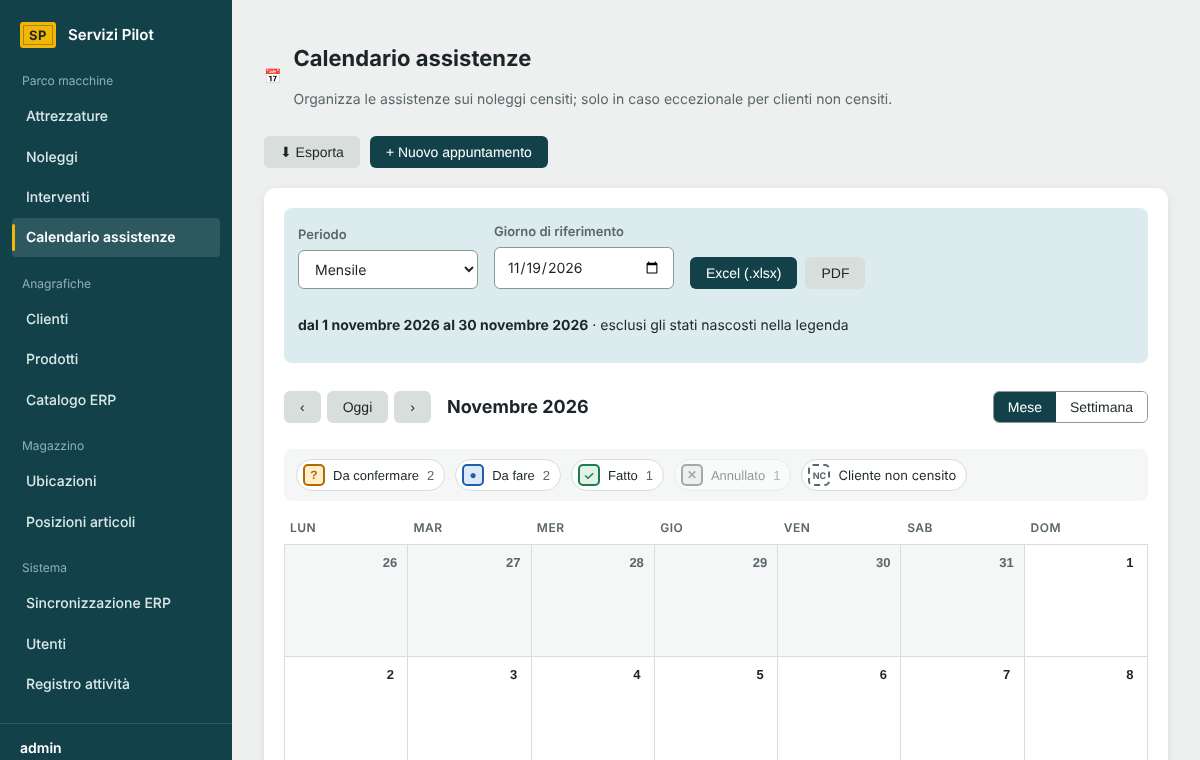 SP Servizi Pilot
Parco macchine
Attrezzature
Noleggi
Interventi
Calendario assistenze
Anagrafiche
Clienti
Prodotti
Catalogo ERP
Magazzino
Ubicazioni
Posizioni articoli
Sistema
Sincronizzazione ERP
Utenti
Registro attività
admin
Calendario assistenze
Organizza le assistenze sui noleggi censiti; solo in caso eccezionale per clienti non censiti.
⬇ Esporta + Nuovo appuntamento
Periodo Giorno di riferimento
Mensile 11/19/2026 Excel (.xlsx) PDF
dal 1 novembre 2026 al 30 novembre 2026 · esclusi gli stati nascosti nella legenda
‹ Oggi › Novembre 2026 Mese Settimana
? Da confermare 2 Da fare 2 Fatto 1 Annullato 1 NC Cliente non censito
LUN MAR MER GIO VEN SAB DOM
26 27 28 29 30 31 1
2 3 4 5 6 7 8